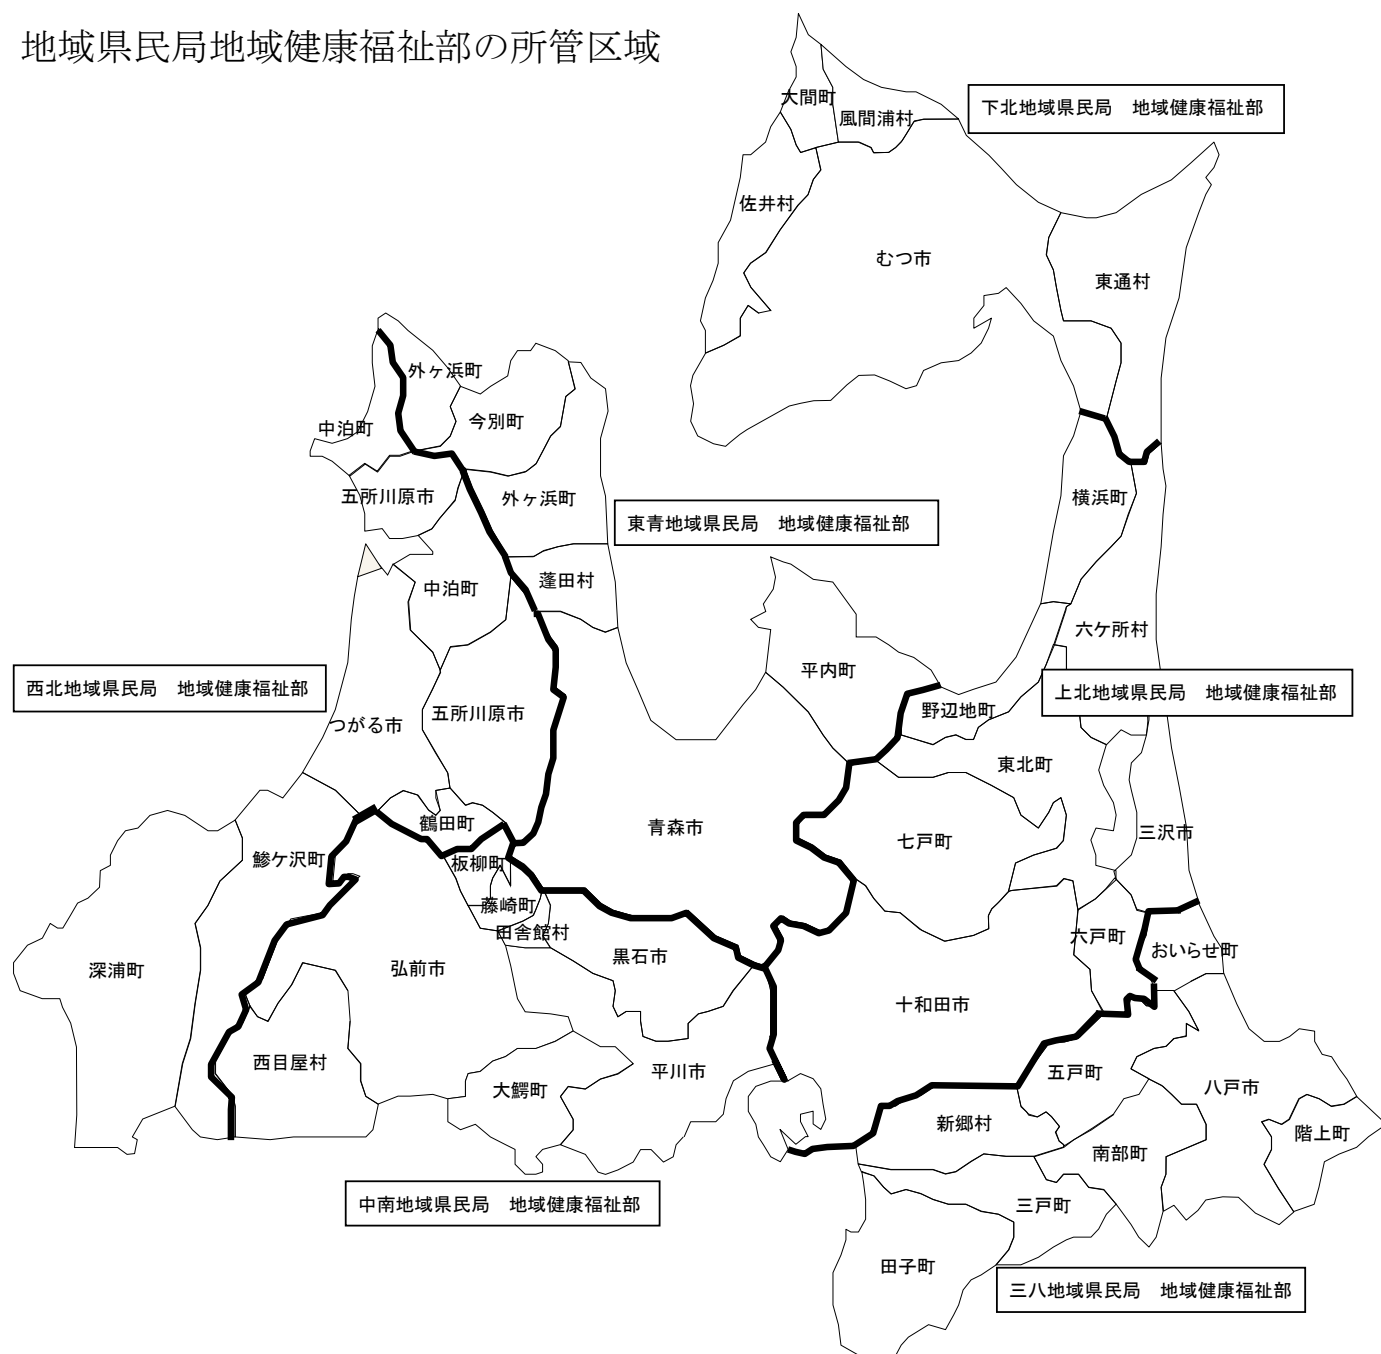 地域県民局地域健康福祉部の所管区域
大間町
風間浦村
下北地域県民局　地域健康福祉部
佐井村
むつ市
東通村
外ヶ浜町
今別町
中泊町
五所川原市
外ヶ浜町
横浜町
東青地域県民局　地域健康福祉部
中泊町
蓬田村
六ケ所村
平内町
西北地域県民局　地域健康福祉部
上北地域県民局　地域健康福祉部
つがる市
五所川原市
野辺地町
東北町
鶴田町
青森市
七戸町
三沢市
鰺ケ沢町
板柳町
藤崎町
田舎館村
六戸町
おいらせ町
深浦町
弘前市
黒石市
十和田市
西目屋村
大鰐町
平川市
五戸町
八戸市
新郷村
階上町
南部町
中南地域県民局　地域健康福祉部
三戸町
田子町
三八地域県民局　地域健康福祉部